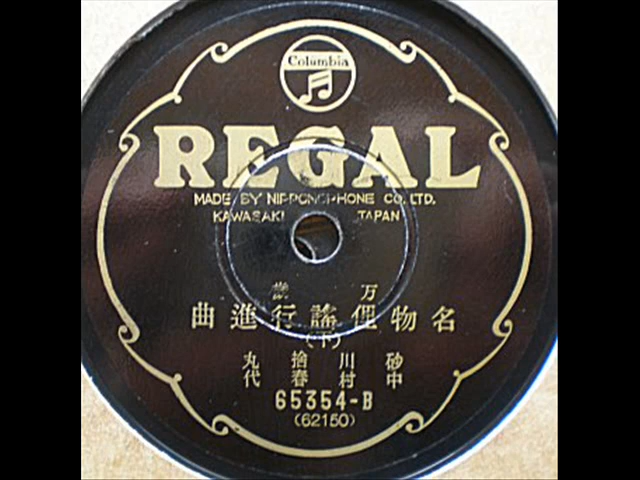 Columbia
REGAL
MADE BY NIPPONOPHONE CO. LTD.
KAWASAKI JAPAN
万歳
名物俚謠行進曲
(下)
砂川捨丸
中村春代
65354-B
(62150)